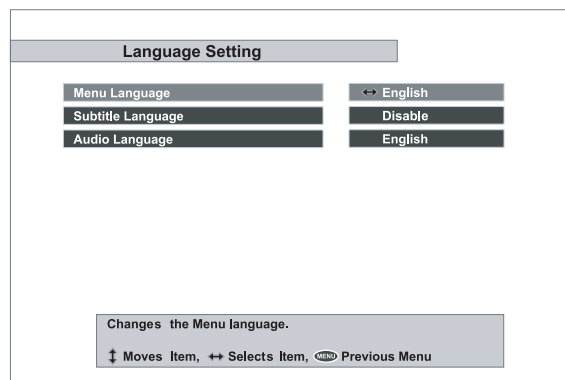 Language Setting
Menu Language ↔ English
Subtitle Language Disable
Audio Language English
Changes the Menu language.
↕ Moves Item, ↔ Selects Item, MENU Previous Menu